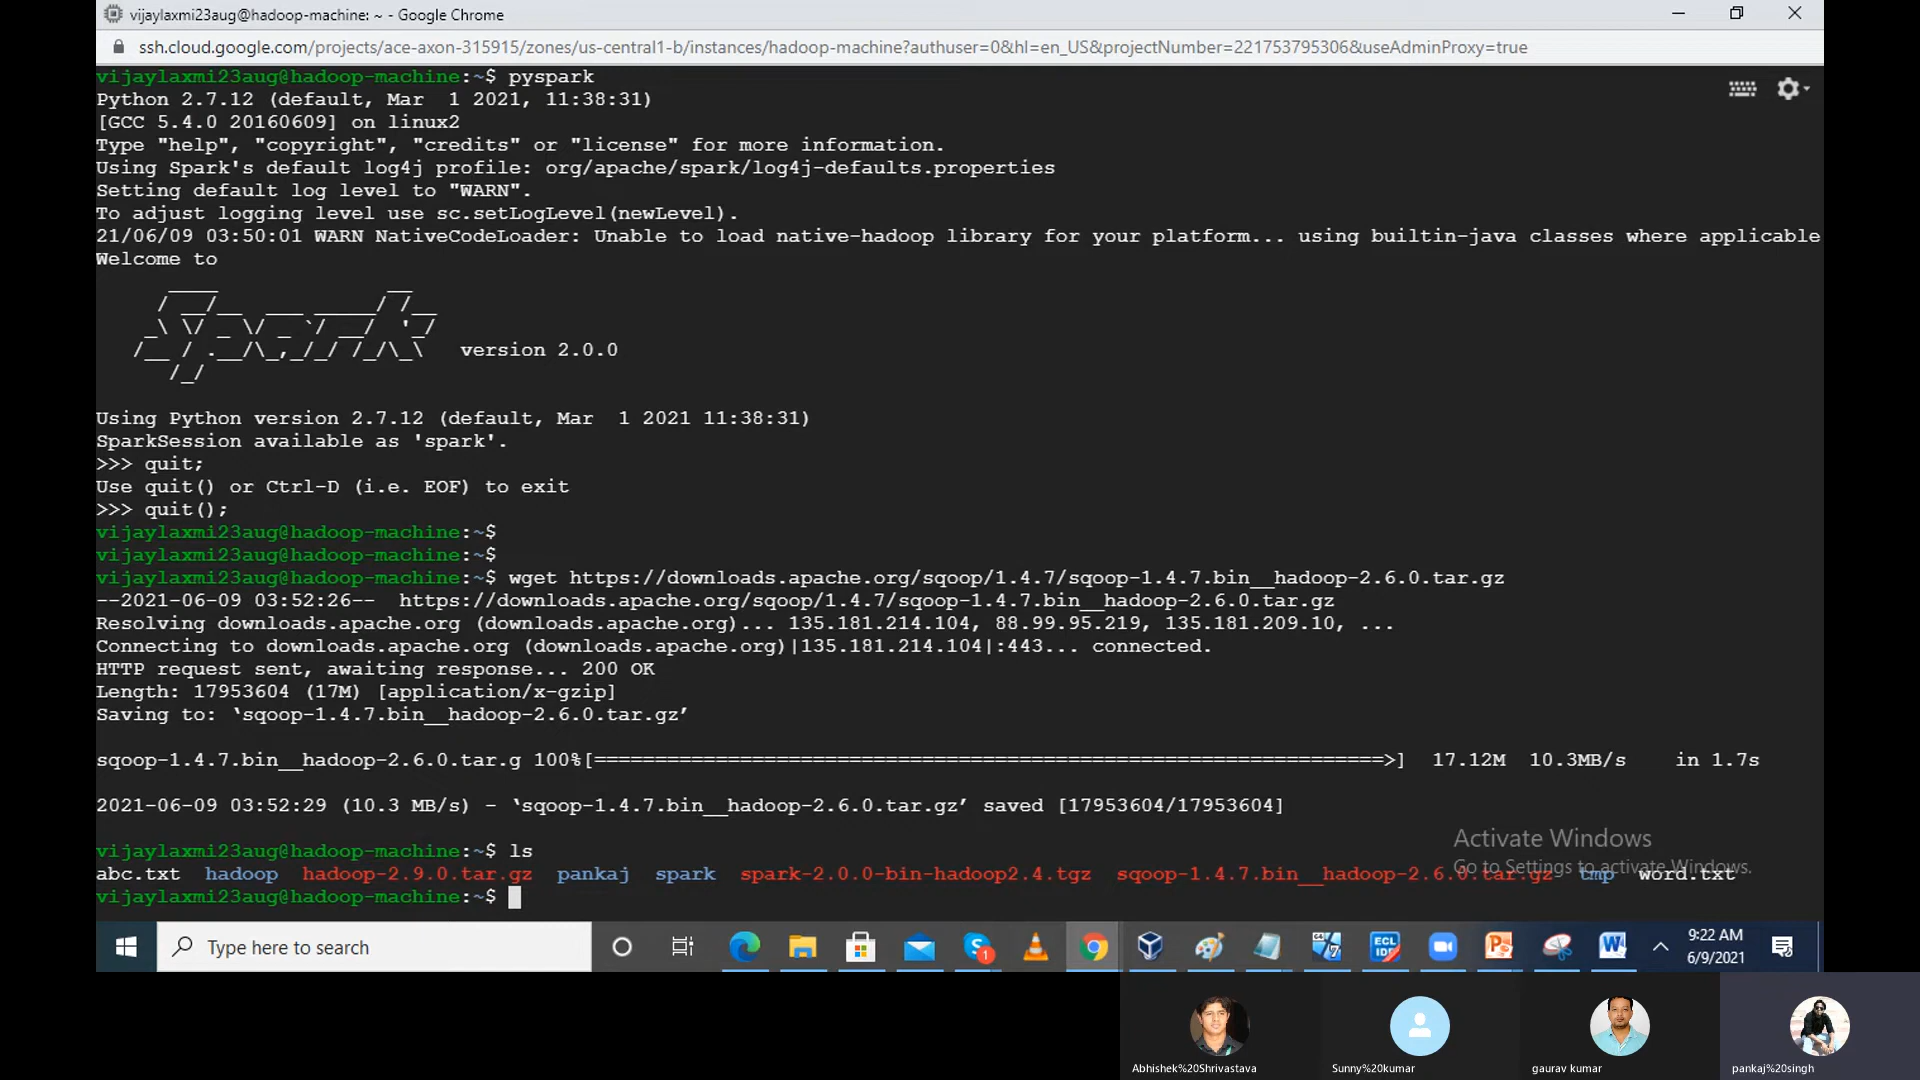 vijaylaxmi23aug@hadoop-machine: ~ - Google Chrome
ssh.cloud.google.com/projects/ace-axon-315915/zones/us-central1-b/instances/hadoop-machine?authuser=0&hl=en_US&projectNumber=221753795306&useAdminProxy=true
vijaylaxmi23aug@hadoop-machine:~$ pyspark
Python 2.7.12 (default, Mar  1 2021, 11:38:31)
[GCC 5.4.0 20160609] on linux2
Type "help", "copyright", "credits" or "license" for more information.
Using Spark's default log4j profile: org/apache/spark/log4j-defaults.properties
Setting default log level to "WARN".
To adjust logging level use sc.setLogLevel(newLevel).
21/06/09 03:50:01 WARN NativeCodeLoader: Unable to load native-hadoop library for your platform... using builtin-java classes where applicable
Welcome to
Spark version 2.0.0
Using Python version 2.7.12 (default, Mar  1 2021 11:38:31)
SparkSession available as 'spark'.
>>> quit;
Use quit() or Ctrl-D (i.e. EOF) to exit
>>> quit();
vijaylaxmi23aug@hadoop-machine:~$
vijaylaxmi23aug@hadoop-machine:~$
vijaylaxmi23aug@hadoop-machine:~$ wget https://downloads.apache.org/sqoop/1.4.7/sqoop-1.4.7.bin__hadoop-2.6.0.tar.gz
--2021-06-09 03:52:26--  https://downloads.apache.org/sqoop/1.4.7/sqoop-1.4.7.bin__hadoop-2.6.0.tar.gz
Resolving downloads.apache.org (downloads.apache.org)... 135.181.214.104, 88.99.95.219, 135.181.209.10, ...
Connecting to downloads.apache.org (downloads.apache.org)|135.181.214.104|:443... connected.
HTTP request sent, awaiting response... 200 OK
Length: 17953604 (17M) [application/x-gzip]
Saving to: ‘sqoop-1.4.7.bin__hadoop-2.6.0.tar.gz’
sqoop-1.4.7.bin__hadoop-2.6.0.tar.g 100%[=================================================================>]  17.12M  10.3MB/s    in 1.7s
2021-06-09 03:52:29 (10.3 MB/s) - ‘sqoop-1.4.7.bin__hadoop-2.6.0.tar.gz’ saved [17953604/17953604]
vijaylaxmi23aug@hadoop-machine:~$ ls
abc.txt  hadoop  hadoop-2.9.0.tar.gz  pankaj  spark  spark-2.0.0-bin-hadoop2.4.tgz  sqoop-1.4.7.bin__hadoop-2.6.0.tar.gz  tmp  word.txt
vijaylaxmi23aug@hadoop-machine:~$
Activate Windows
Go to Settings to activate Windows.
Type here to search
1
ECL IDE
9:22 AM
6/9/2021
Abhishek%20Shrivastava
Sunny%20kumar
gaurav kumar
pankaj%20singh